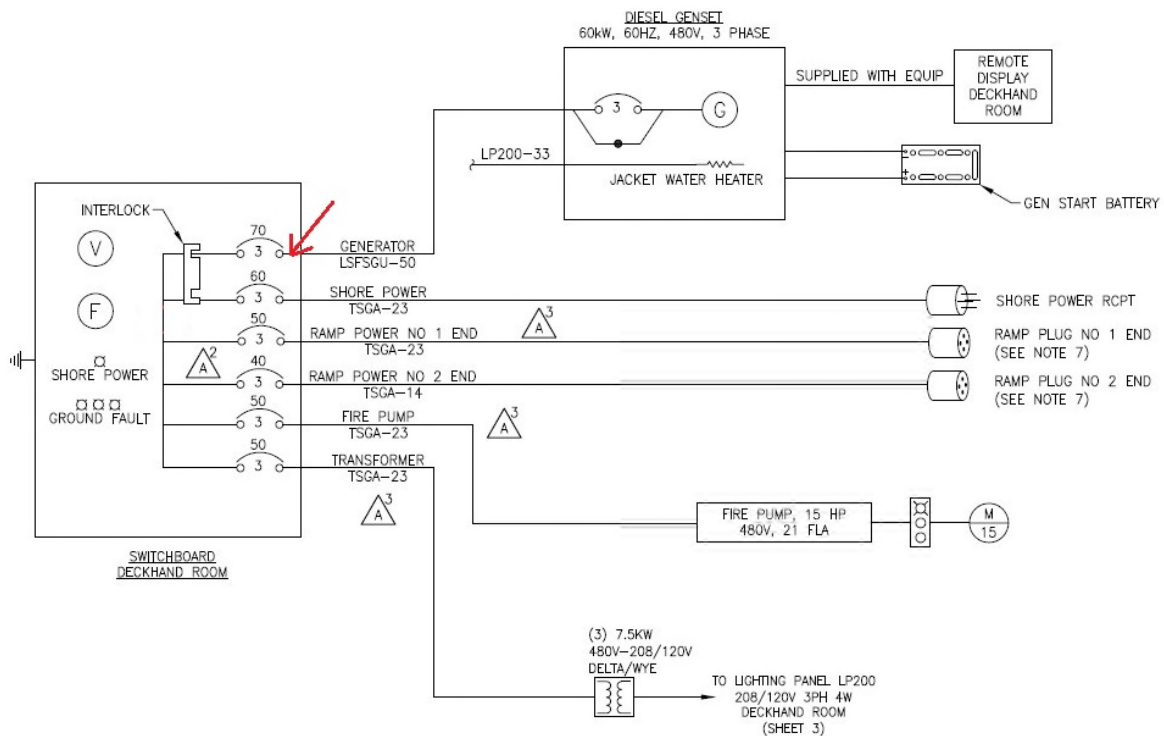 DIESEL GENSET
60kW, 60HZ, 480V, 3 PHASE
SUPPLIED WITH EQUIP
REMOTE
DISPLAY
DECKHAND
ROOM
3
G
LP200-33
JACKET WATER HEATER
GEN START BATTERY
INTERLOCK
V
F
SHORE POWER
GROUND FAULT
70
3
GENERATOR
LSFSGU-50
60
3
SHORE POWER
TSGA-23
A 3
SHORE POWER RCPT
50
3
RAMP POWER NO 1 END
TSGA-23
RAMP PLUG NO 1 END
(SEE NOTE 7)
A 2
40
3
RAMP POWER NO 2 END
TSGA-14
RAMP PLUG NO 2 END
(SEE NOTE 7)
50
3
FIRE PUMP
TSGA-23
A 3
50
3
TRANSFORMER
TSGA-23
A 3
FIRE PUMP, 15 HP
480V, 21 FLA
M
15
SWITCHBOARD
DECKHAND ROOM
(3) 7.5KW
480V-208/120V
DELTA/WYE
TO LIGHTING PANEL LP200
208/120V 3PH 4W
DECKHAND ROOM
(SHEET 3)